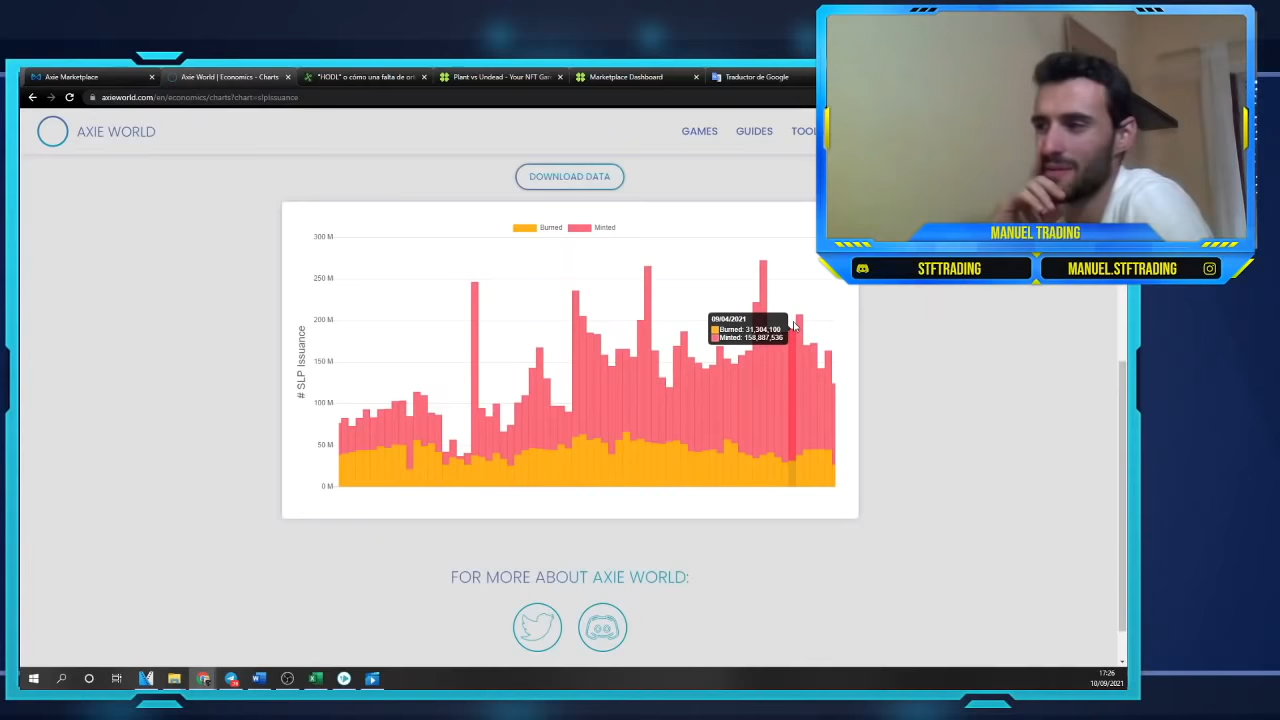 Axie Marketplace
Axie World | Economics - Charts
"HODL" o cómo una falta de ort
Plant vs Undead - Your NFT Gar
Marketplace Dashboard
Traductor de Google
axieworld.com/en/economics/charts?chart=slpissuance
AXIE WORLD
GAMES
GUIDES
TOOL
DOWNLOAD DATA
Burned
Minted
300 M
250 M
200 M
150 M
100 M
50 M
0 M
# SLP Issuance
09/04/2021
Burned: 31,304,100
Minted: 158,887,536
FOR MORE ABOUT AXIE WORLD:
MANUEL TRADING
STFTRADING
MANUEL.STFTRADING
17:26
10/09/2021